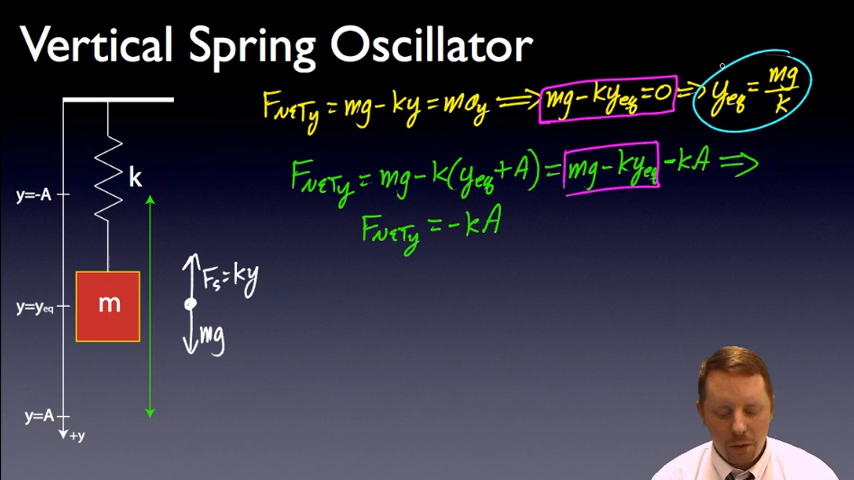 Vertical Spring Oscillator
F_NETy = mg - ky = ma_y ⟹ mg - ky_eq = 0 ⟹ y_eq = mg/k
F_NETy = mg - k(y_eq + A) = mg - ky_eq - kA ⟹
F_NETy = -kA
k
y=-A
F_s = ky
m
y=y_eq
mg
y=A
+y